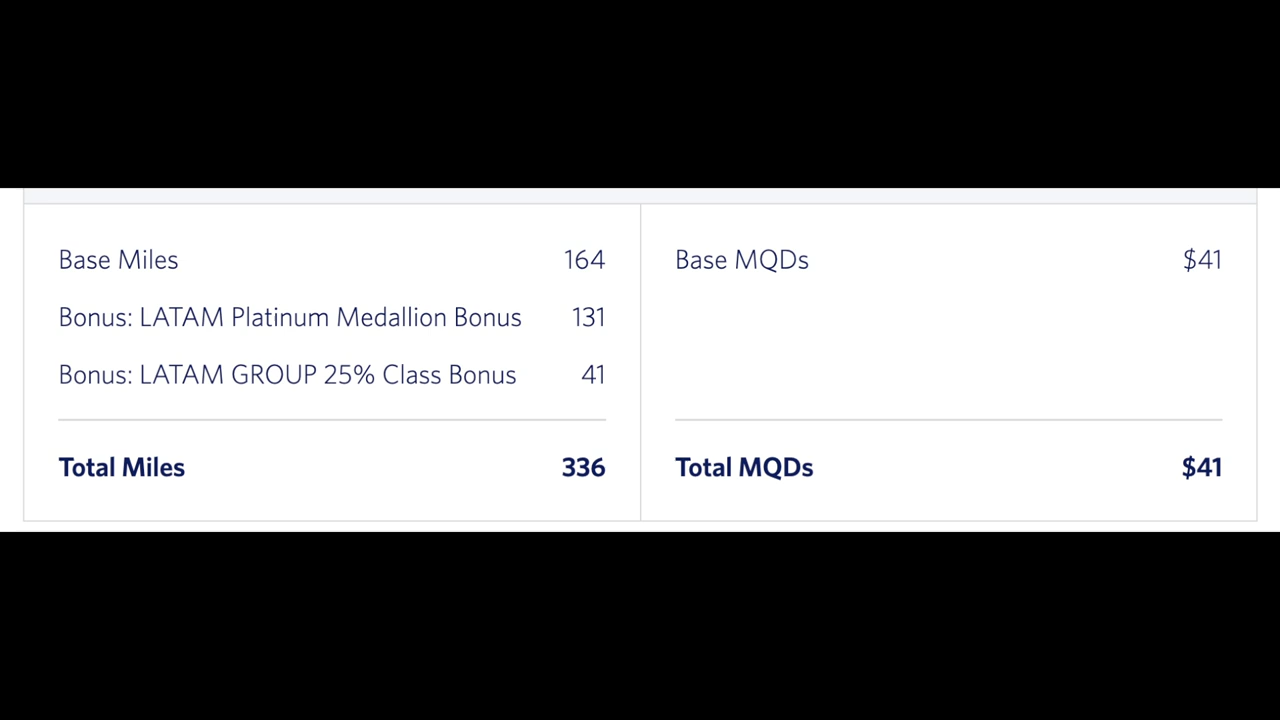 Base Miles 164
Bonus: LATAM Platinum Medallion Bonus 131
Bonus: LATAM GROUP 25% Class Bonus 41
Total Miles 336
Base MQDs $41
Total MQDs $41